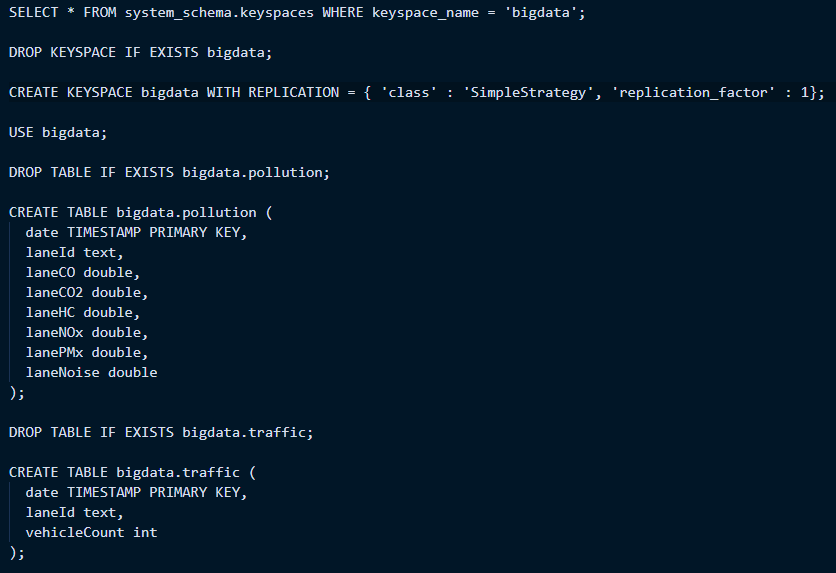 SELECT * FROM system_schema.keyspaces WHERE keyspace_name = 'bigdata';
DROP KEYSPACE IF EXISTS bigdata;
CREATE KEYSPACE bigdata WITH REPLICATION = { 'class' : 'SimpleStrategy', 'replication_factor' : 1};
USE bigdata;
DROP TABLE IF EXISTS bigdata.pollution;
CREATE TABLE bigdata.pollution (
date TIMESTAMP PRIMARY KEY,
laneId text,
laneCO double,
laneCO2 double,
laneHC double,
laneNOx double,
lanePMx double,
laneNoise double
);
DROP TABLE IF EXISTS bigdata.traffic;
CREATE TABLE bigdata.traffic (
date TIMESTAMP PRIMARY KEY,
laneId text,
vehicleCount int
);